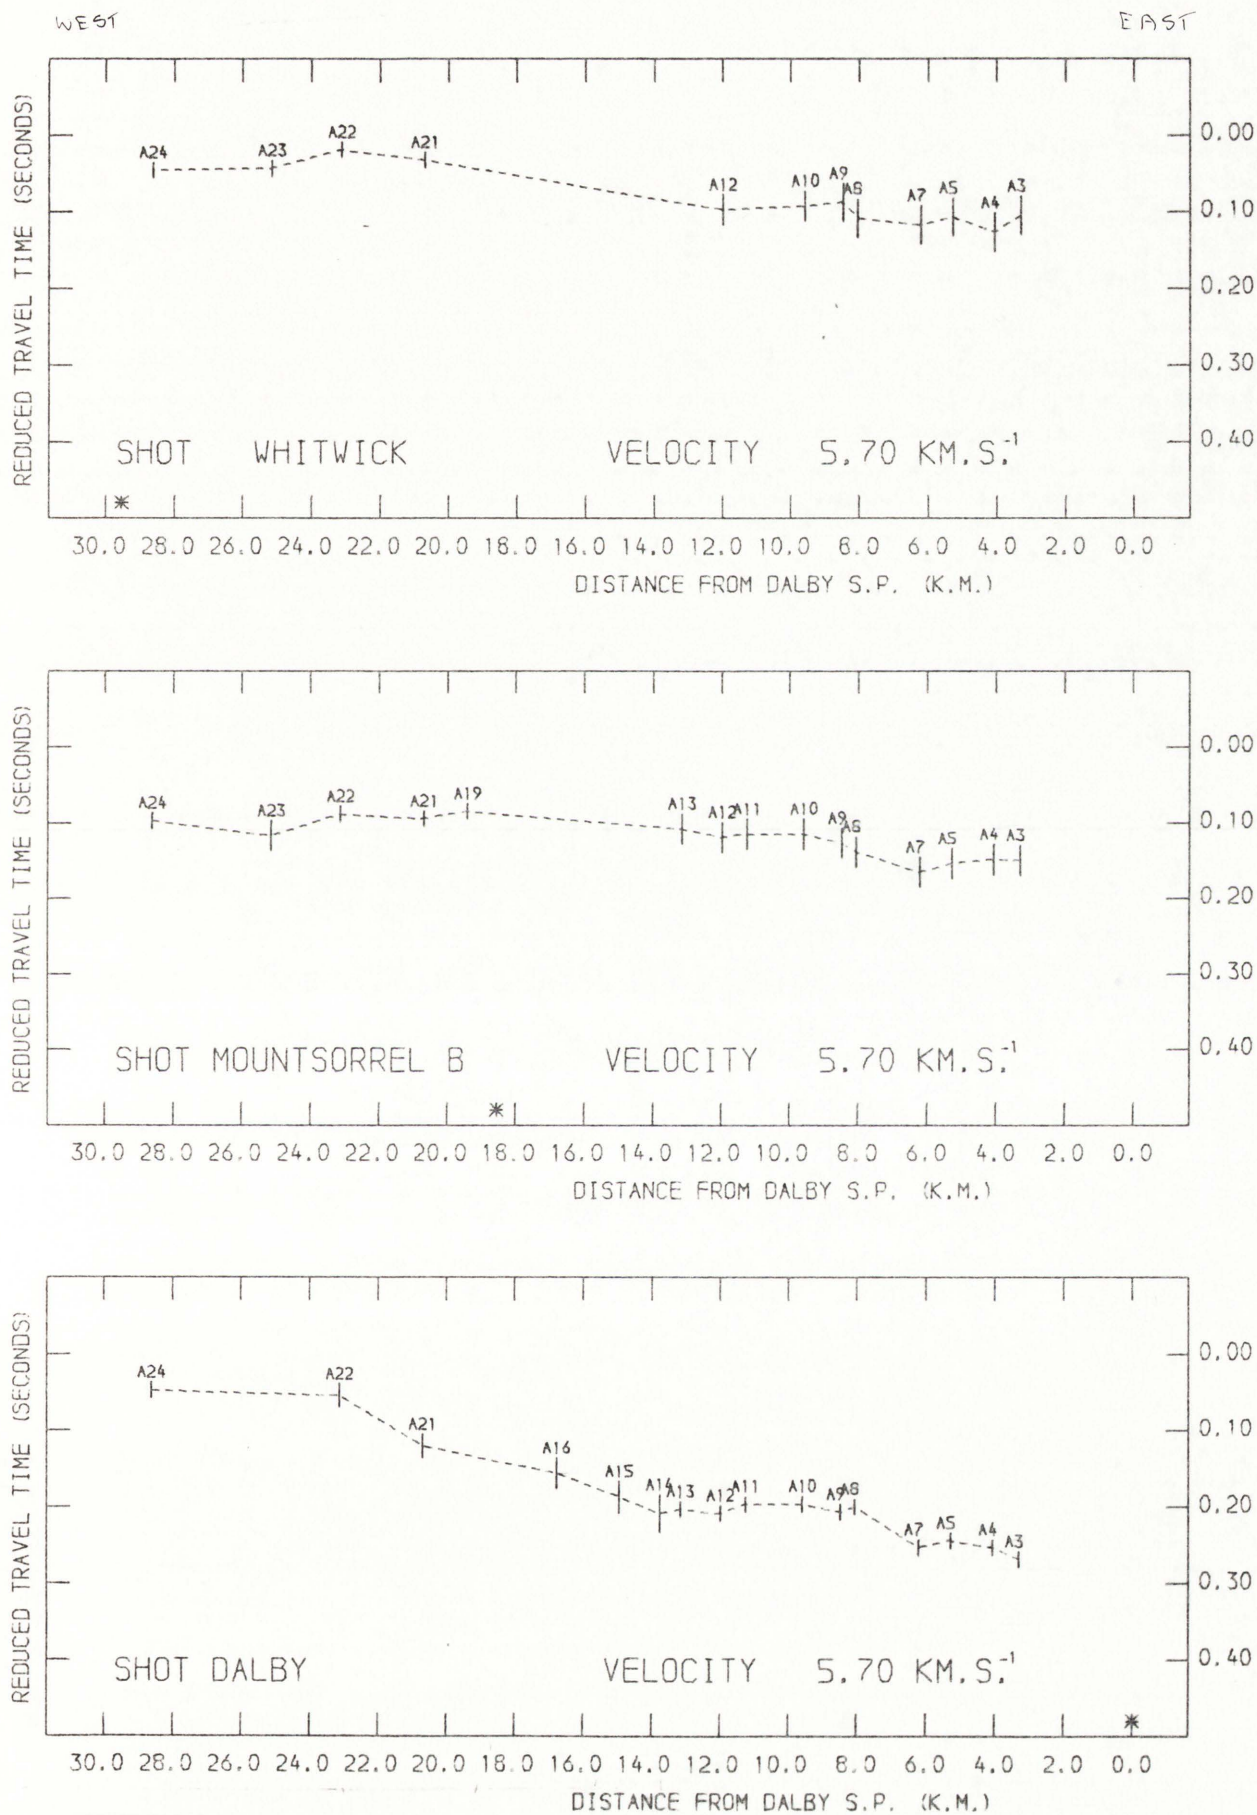 WEST EAST
REDUCED TRAVEL TIME (SECONDS)
A24 A23 A22 A21 A12 A10 A9 A8 A7 A5 A4 A3
0.00
0.10
0.20
0.30
0.40
SHOT WHITWICK VELOCITY 5.70 KM.S.⁻¹
30.0 28.0 26.0 24.0 22.0 20.0 18.0 16.0 14.0 12.0 10.0 8.0 6.0 4.0 2.0 0.0
DISTANCE FROM DALBY S.P. (K.M.)
REDUCED TRAVEL TIME (SECONDS)
A24 A23 A22 A21 A19 A13 A12 A11 A10 A9 A8 A7 A5 A4 A3
0.00
0.10
0.20
0.30
0.40
SHOT MOUNTSORREL B VELOCITY 5.70 KM.S.⁻¹
30.0 28.0 26.0 24.0 22.0 20.0 18.0 16.0 14.0 12.0 10.0 8.0 6.0 4.0 2.0 0.0
DISTANCE FROM DALBY S.P. (K.M.)
REDUCED TRAVEL TIME (SECONDS)
A24 A22 A21 A16 A15 A14 A13 A12 A11 A10 A9 A8 A7 A5 A4 A3
0.00
0.10
0.20
0.30
0.40
SHOT DALBY VELOCITY 5.70 KM.S.⁻¹
30.0 28.0 26.0 24.0 22.0 20.0 18.0 16.0 14.0 12.0 10.0 8.0 6.0 4.0 2.0 0.0
DISTANCE FROM DALBY S.P. (K.M.)